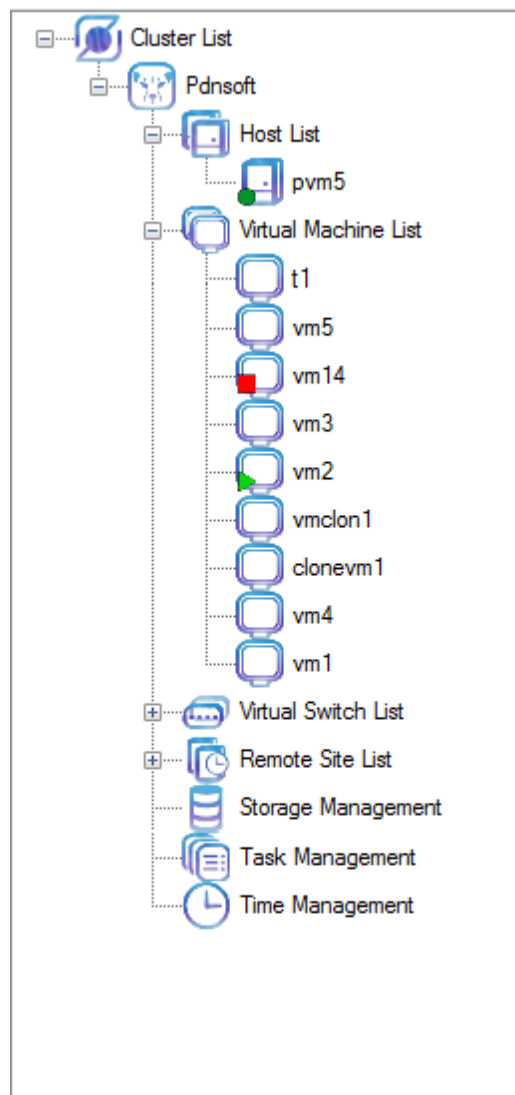 Cluster List
Pdnsoft
Host List
pvm5
Virtual Machine List
t1
vm5
vm14
vm3
vm2
vmclon1
clonevm1
vm4
vm1
Virtual Switch List
Remote Site List
Storage Management
Task Management
Time Management